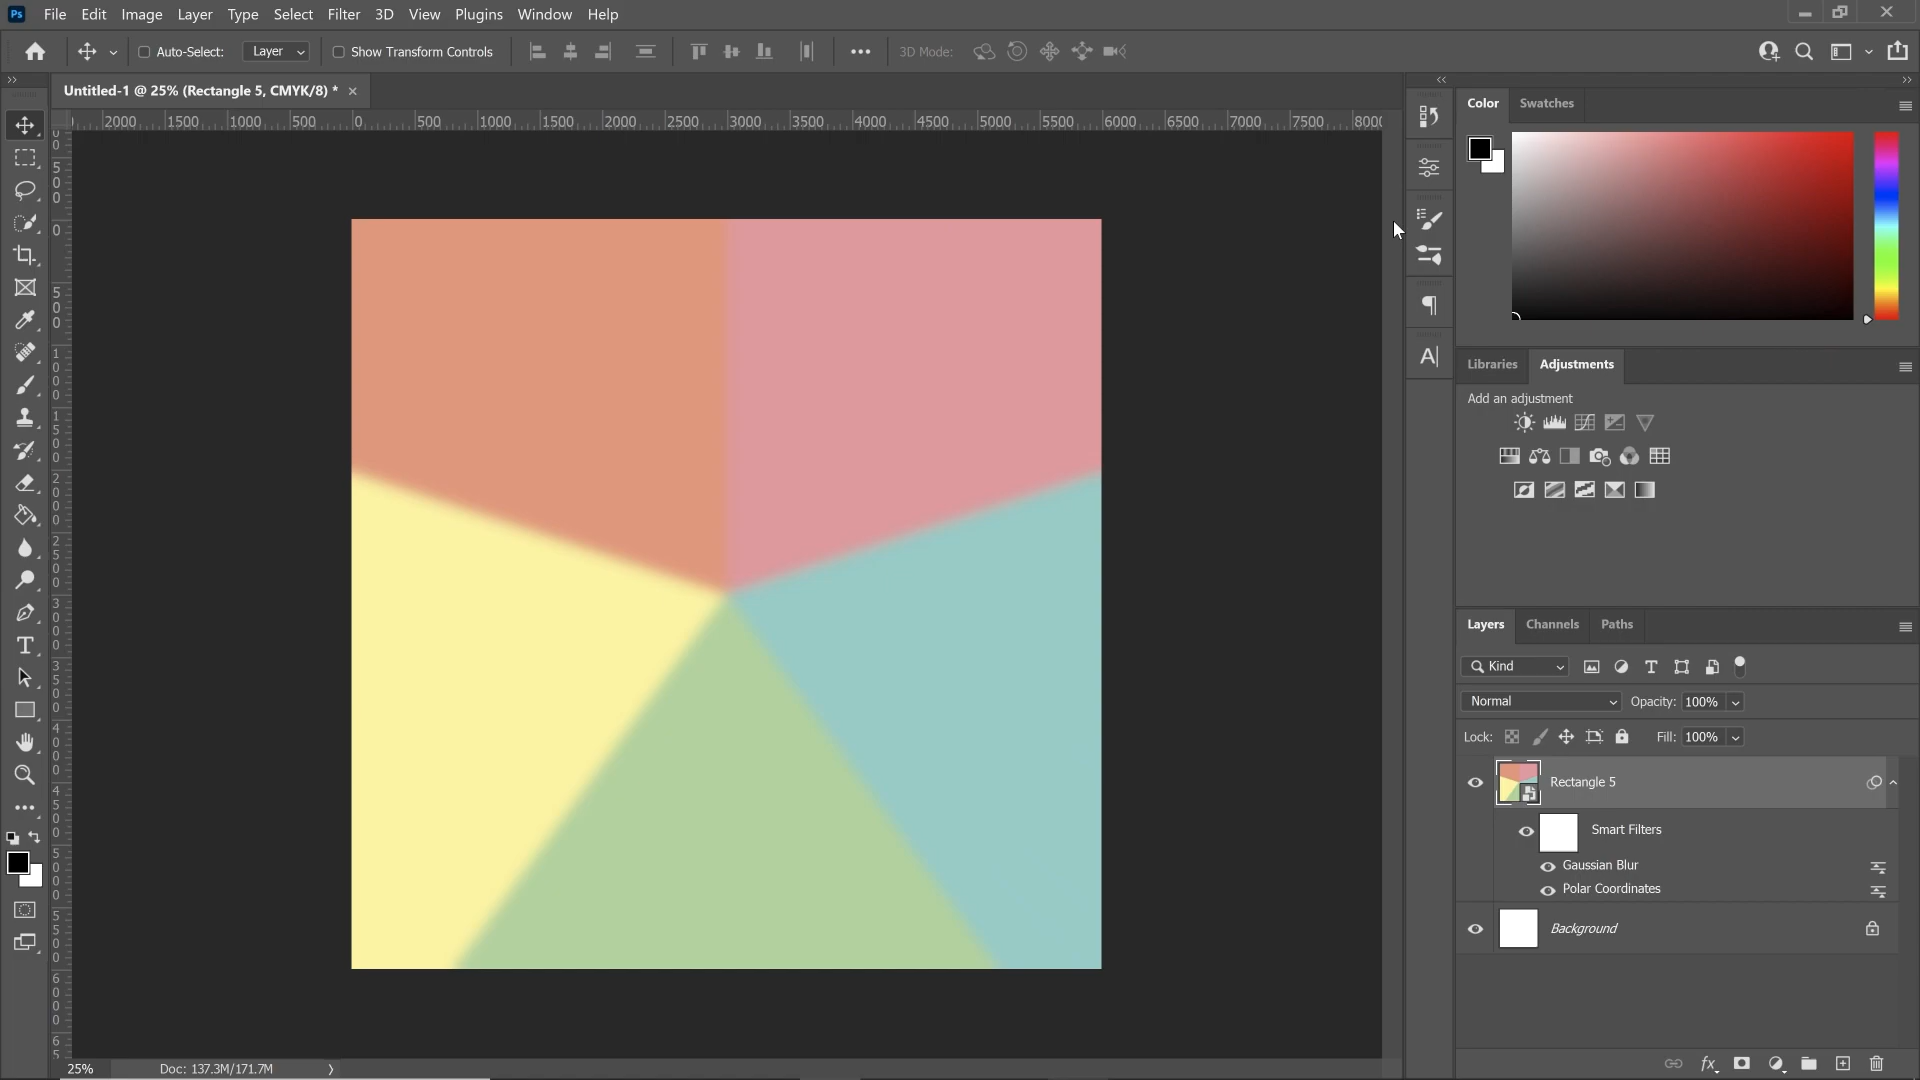 Ps File Edit Image Layer Type Select Filter 3D View Plugins Window Help
Auto-Select: Layer Show Transform Controls 3D Mode:
Untitled-1 @ 25% (Rectangle 5, CMYK/8) *
2000 1500 1000 500 0 500 1000 1500 2000 2500 3000 3500 4000 4500 5000 5500 6000 6500 7000 7500 8000
Color Swatches
Libraries Adjustments
Add an adjustment
Layers Channels Paths
Kind
Normal Opacity: 100%
Lock: Fill: 100%
Rectangle 5
Smart Filters
Gaussian Blur
Polar Coordinates
Background
25% Doc: 137.3M/171.7M